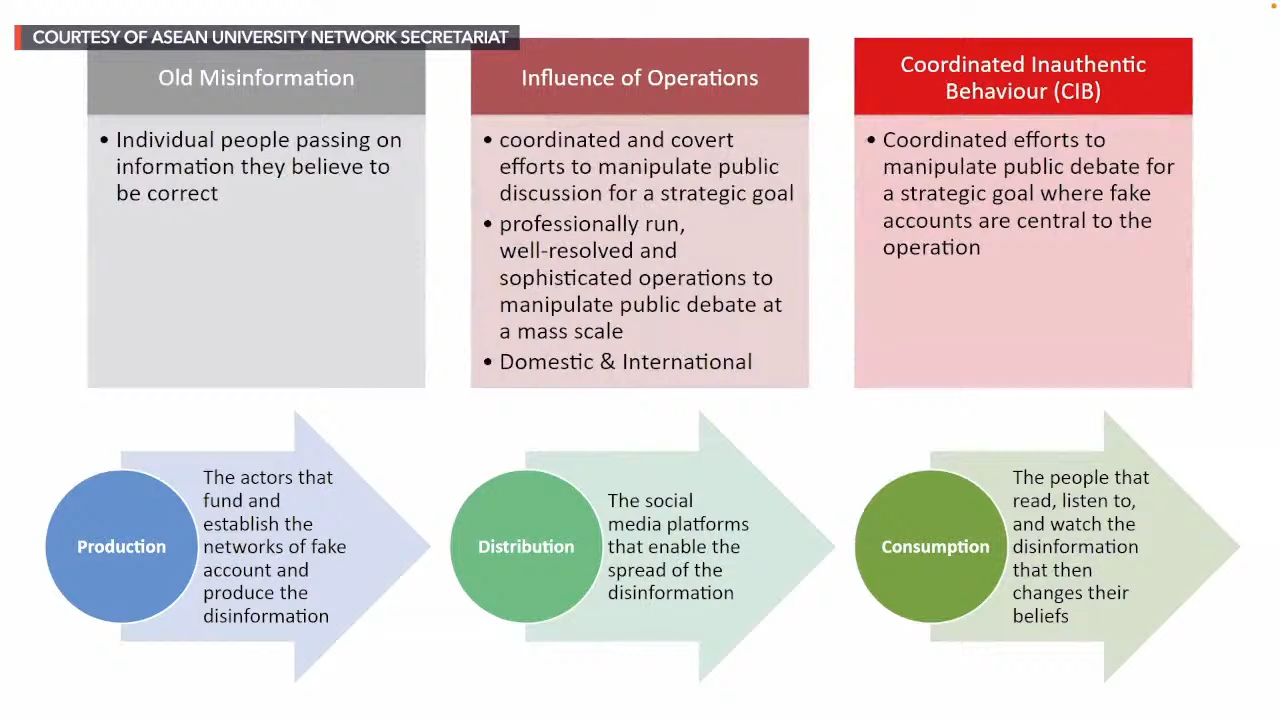 COURTESY OF ASEAN UNIVERSITY NETWORK SECRETARIAT
Old Misinformation
• Individual people passing on
information they believe to
be correct
Influence of Operations
• coordinated and covert
efforts to manipulate public
discussion for a strategic goal
• professionally run,
well-resolved and
sophisticated operations to
manipulate public debate at
a mass scale
• Domestic & International
Coordinated Inauthentic
Behaviour (CIB)
• Coordinated efforts to
manipulate public debate for
a strategic goal where fake
accounts are central to the
operation
Production
The actors that
fund and
establish the
networks of fake
account and
produce the
disinformation
Distribution
The social
media platforms
that enable the
spread of the
disinformation
Consumption
The people that
read, listen to,
and watch the
disinformation
that then
changes their
beliefs